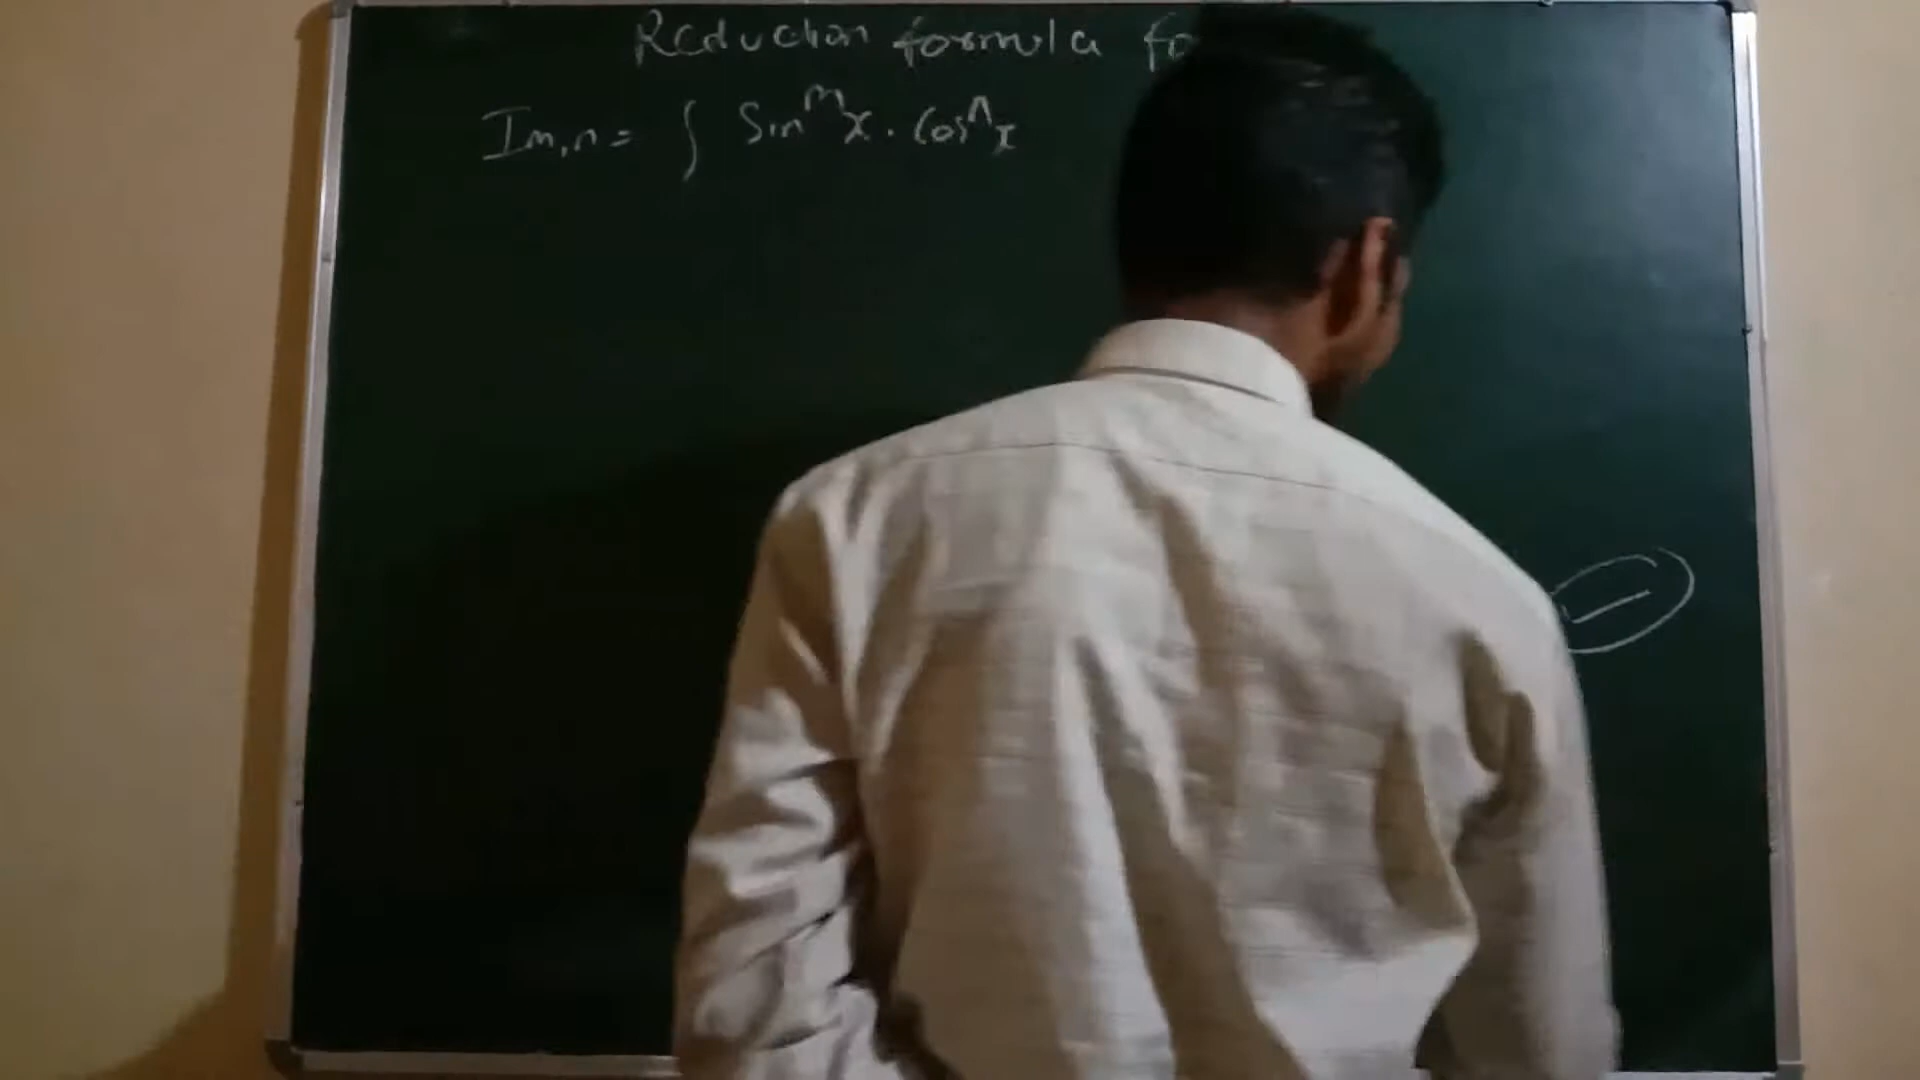 Reduction formula fo
Im,n = ∫ Sin^m x . Cos^n x